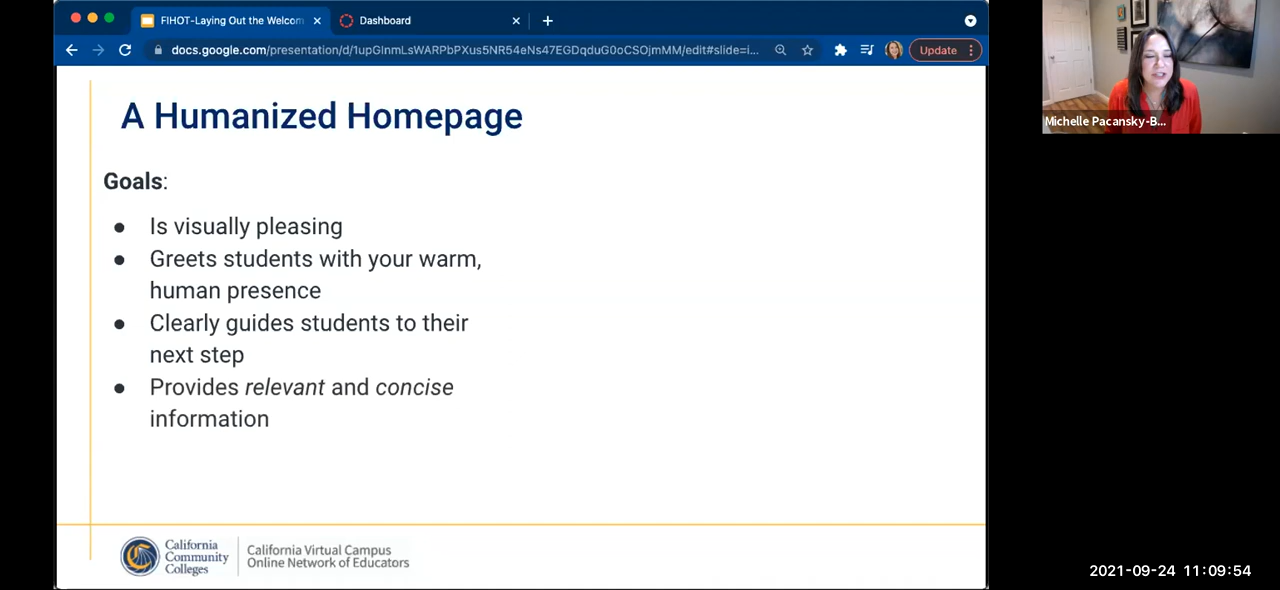 FIHOT-Laying Out the Welcom
Dashboard
docs.google.com/presentation/d/1upGlnmLsWARPbPXus5NR54eNs47EGDqduG0oCSOjmMM/edit#slide=i...
Update
Michelle Pacansky-B...
A Humanized Homepage
Goals:
● Is visually pleasing
● Greets students with your warm,
human presence
● Clearly guides students to their
next step
● Provides relevant and concise
information
California
Community
Colleges
California Virtual Campus
Online Network of Educators
2021-09-24 11:09:54